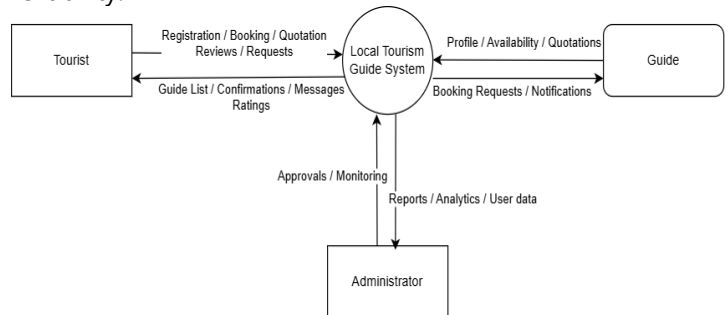 Registration / Booking / Quotation
Reviews / Requests
Tourist
Local Tourism
Guide System
Profile / Availability / Quotations
Guide
Guide List / Confirmations / Messages
Ratings
Booking Requests / Notifications
Approvals / Monitoring
Reports / Analytics / User data
Administrator